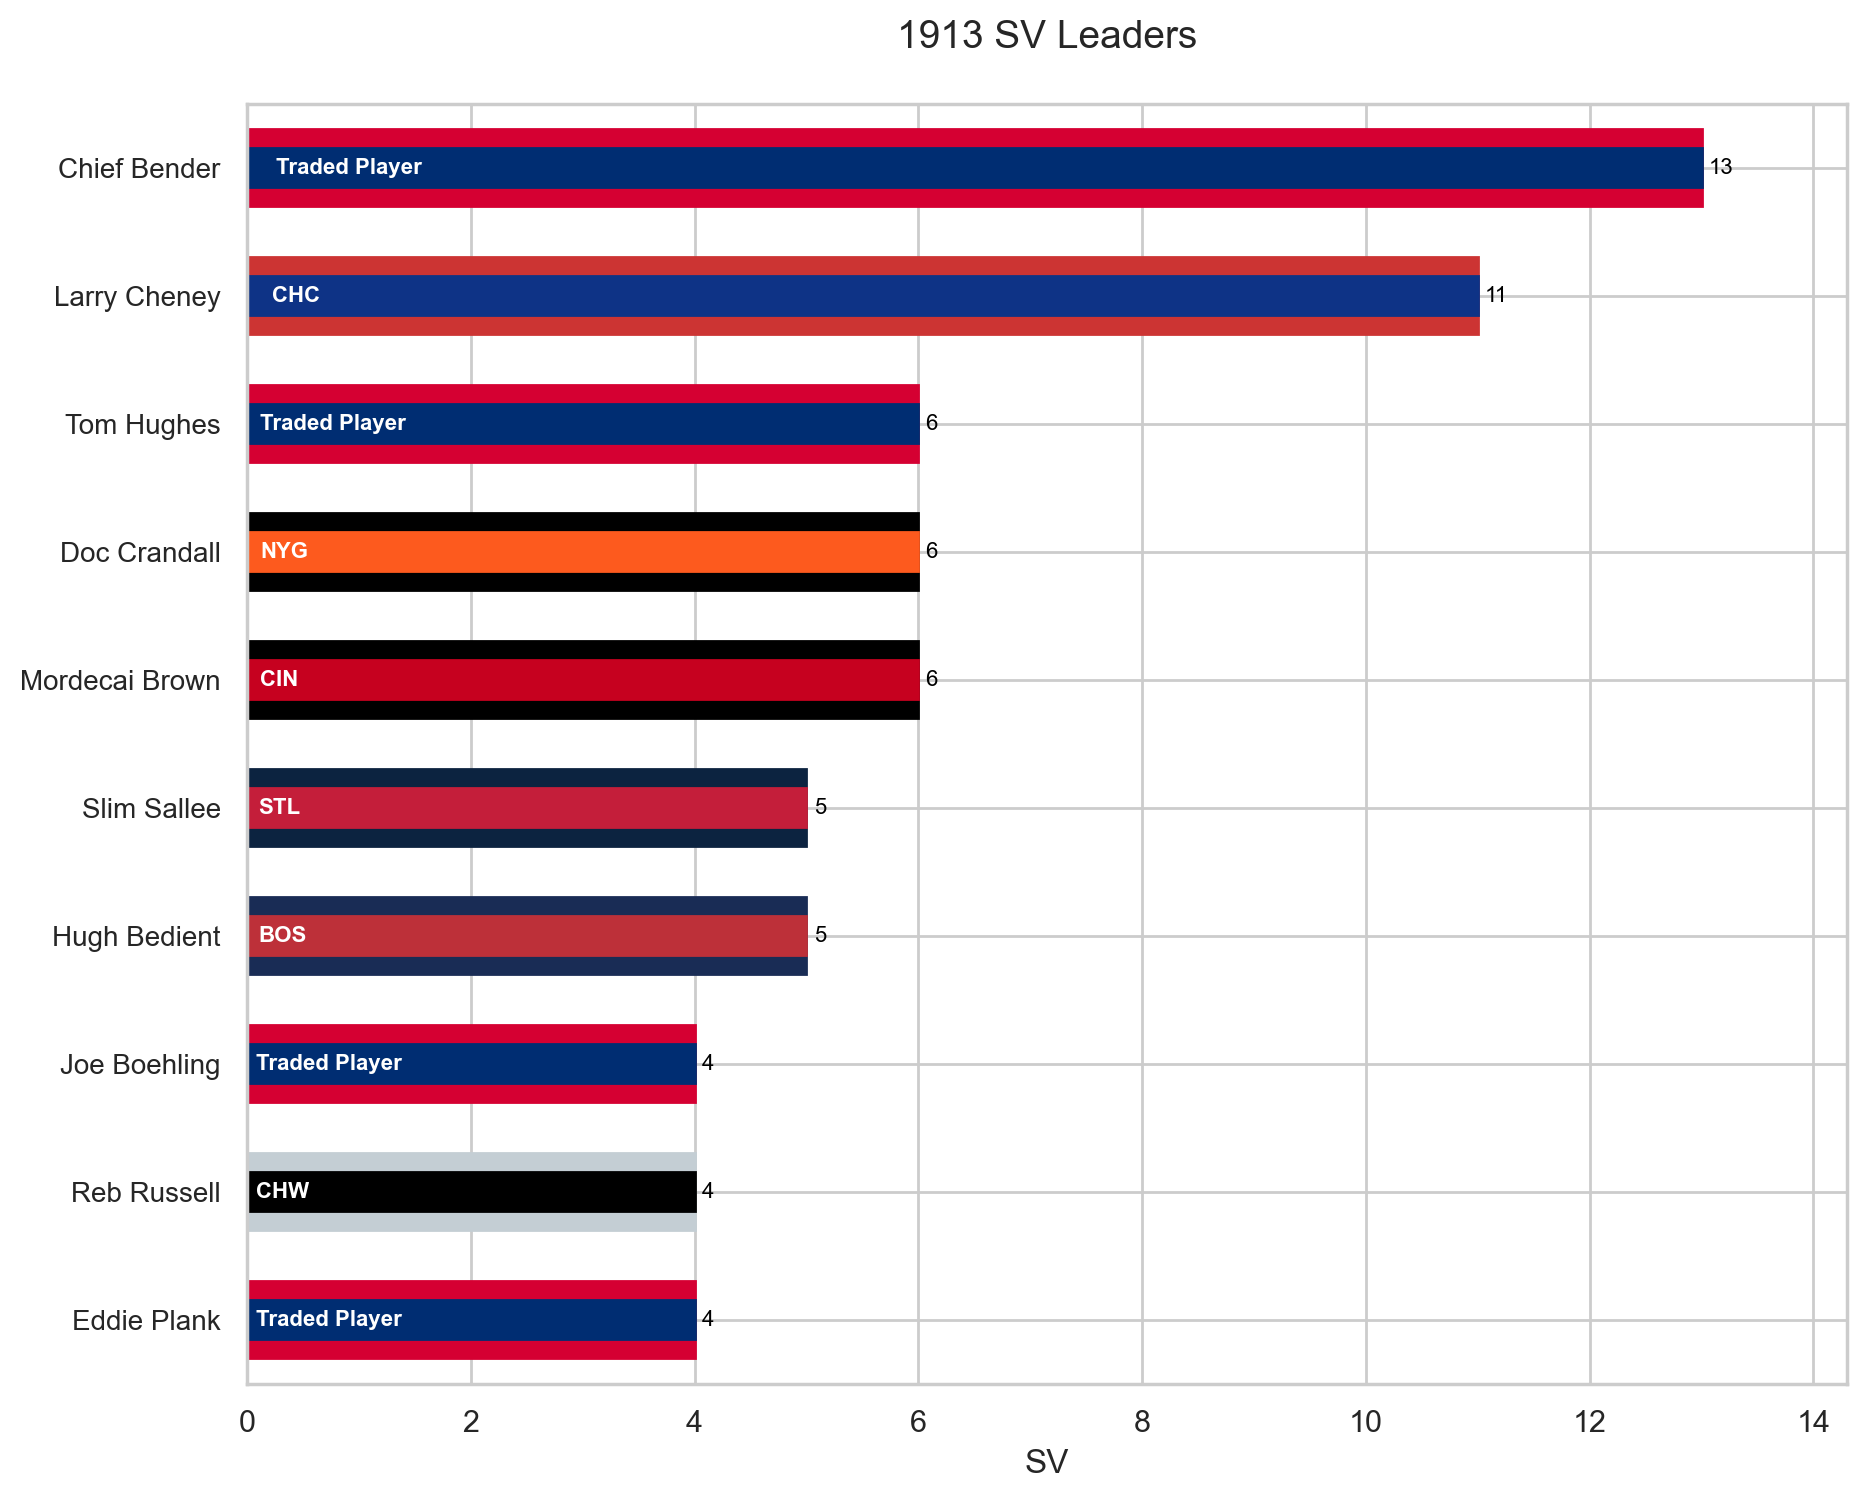 1913 SV Leaders
Chief Bender Traded Player 13
Larry Cheney CHC 11
Tom Hughes Traded Player 6
Doc Crandall NYG 6
Mordecai Brown CIN 6
Slim Sallee STL 5
Hugh Bedient BOS 5
Joe Boehling Traded Player 4
Reb Russell CHW 4
Eddie Plank Traded Player 4
0 2 4 6 8 10 12 14
SV